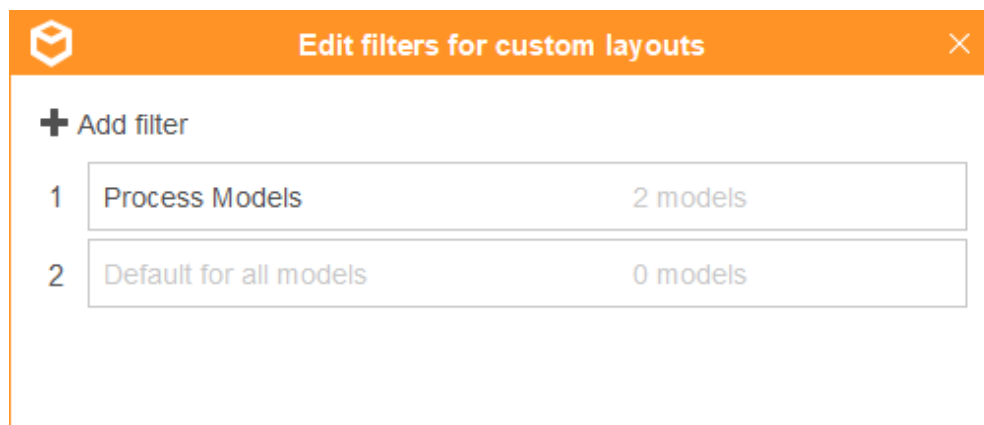 Edit filters for custom layouts
Add filter
1 Process Models 2 models
2 Default for all models 0 models